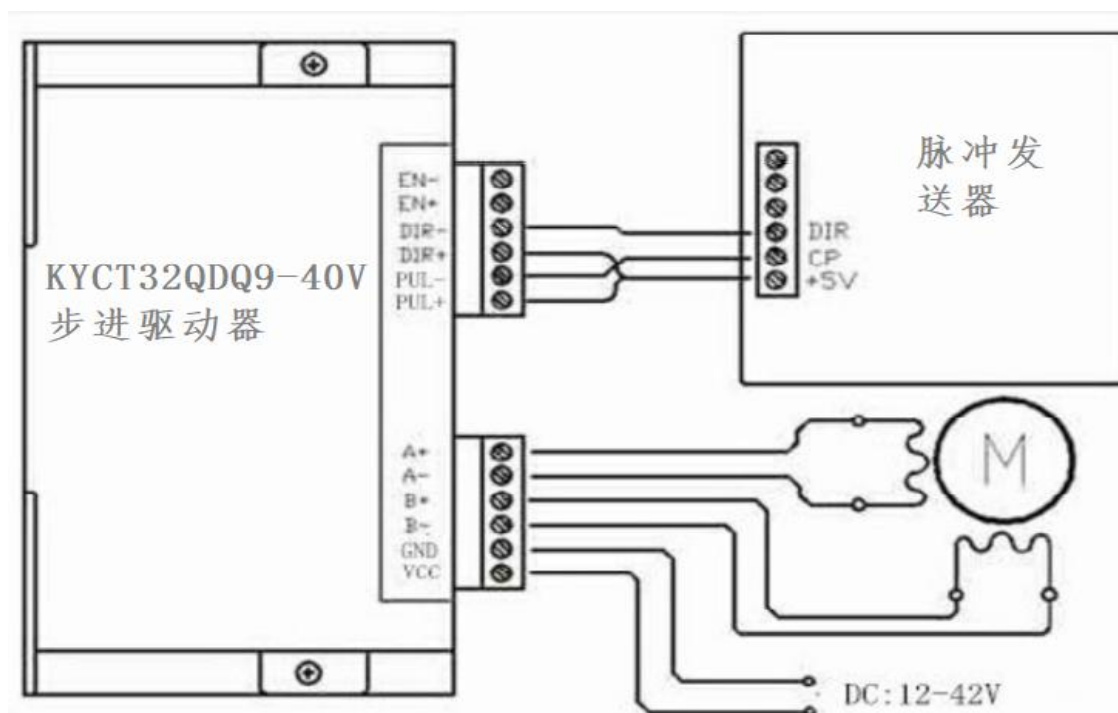 脉冲发
送器
EN-
EN+
DIR-
DIR+
PUL-
PUL+
DIR
CP
+5V
KYCT32QDQ9-40V
步进驱动器
A+
A-
B+
B-
GND
VCC
M
DC:12-42V